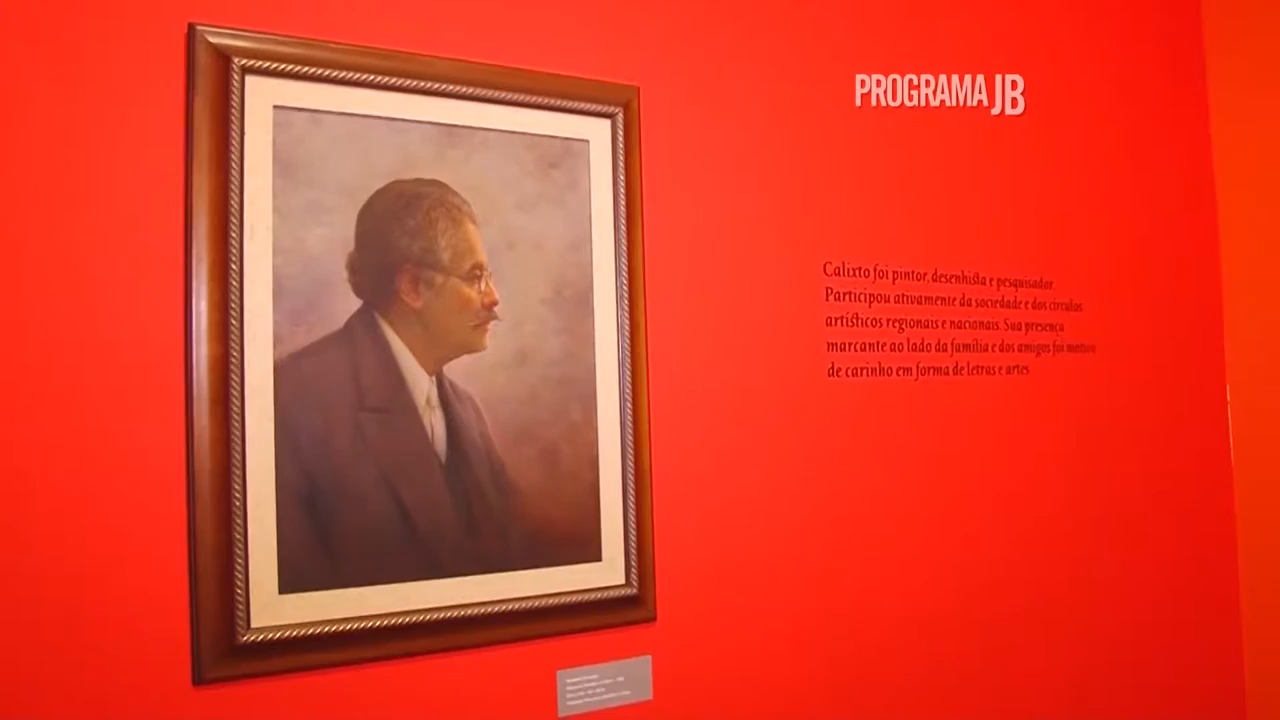 PROGRAMA JB
Calixto foi pintor, desenhista e pesquisador.
Participou ativamente da sociedade e dos círculos
artísticos regionais e nacionais. Sua presença
marcante ao lado da família e dos amigos foi motivo
de carinho em forma de letras e artes